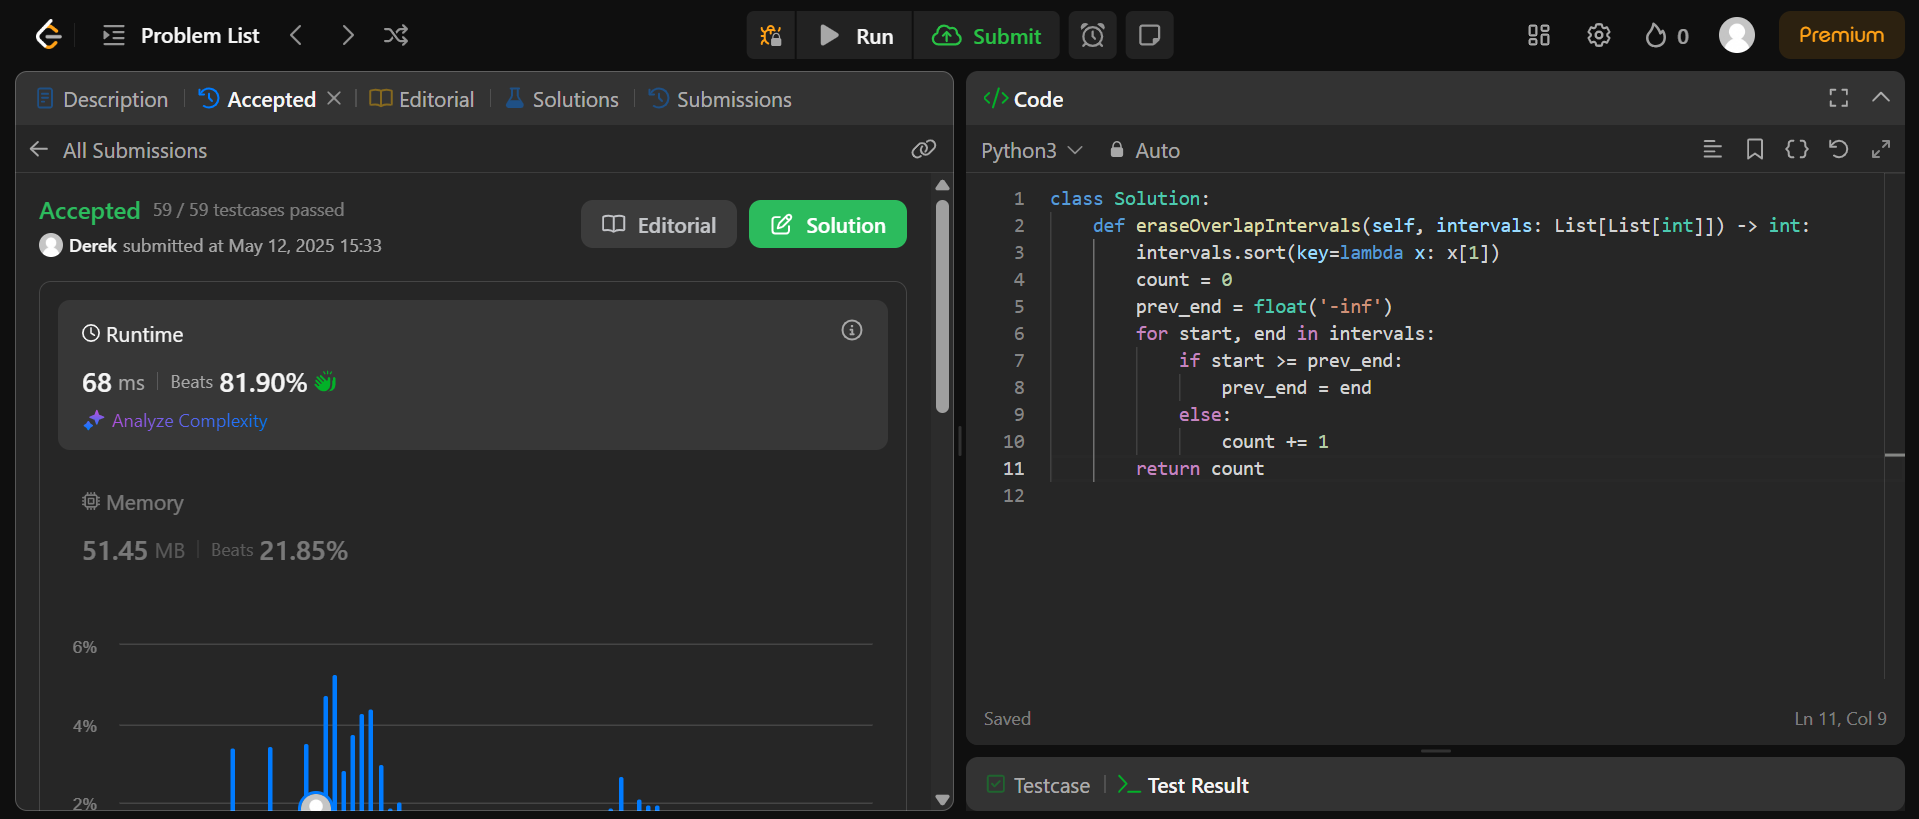 Problem List
Run
Submit
0
Premium
Description
Accepted
Editorial
Solutions
Submissions
All Submissions
Accepted 59 / 59 testcases passed
Derek submitted at May 12, 2025 15:33
Editorial
Solution
Runtime
68 ms Beats 81.90%
Analyze Complexity
Memory
51.45 MB Beats 21.85%
6%
4%
2%
</> Code
Python3
Auto
1 class Solution:
2 def eraseOverlapIntervals(self, intervals: List[List[int]]) -> int:
3 intervals.sort(key=lambda x: x[1])
4 count = 0
5 prev_end = float('-inf')
6 for start, end in intervals:
7 if start >= prev_end:
8 prev_end = end
9 else:
10 count += 1
11 return count
12
Saved
Ln 11, Col 9
Testcase
Test Result